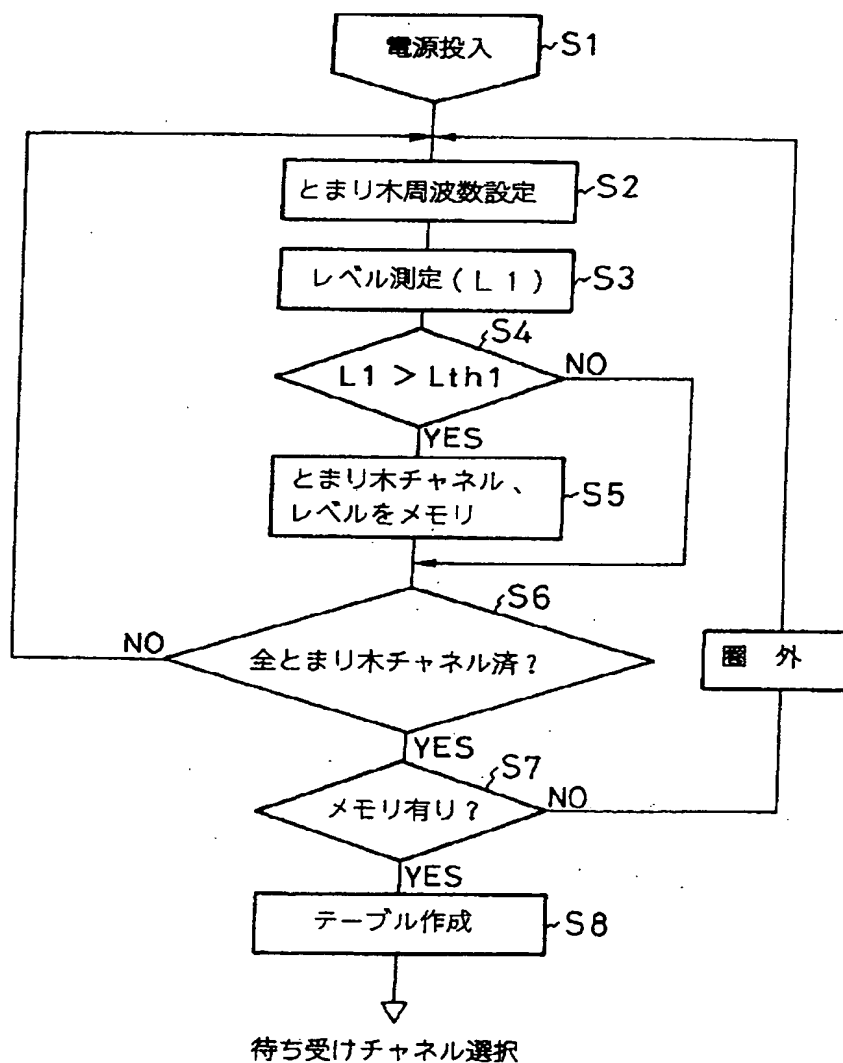 電源投入
S1
とまり木周波数設定
S2
レベル測定(L1)
S3
S4
L1 > Lth1
NO
YES
とまり木チャネル、
レベルをメモリ
S5
S6
NO
全とまり木チャネル済?
圏 外
YES
S7
メモリ有り?
NO
YES
テーブル作成
S8
待ち受けチャネル選択